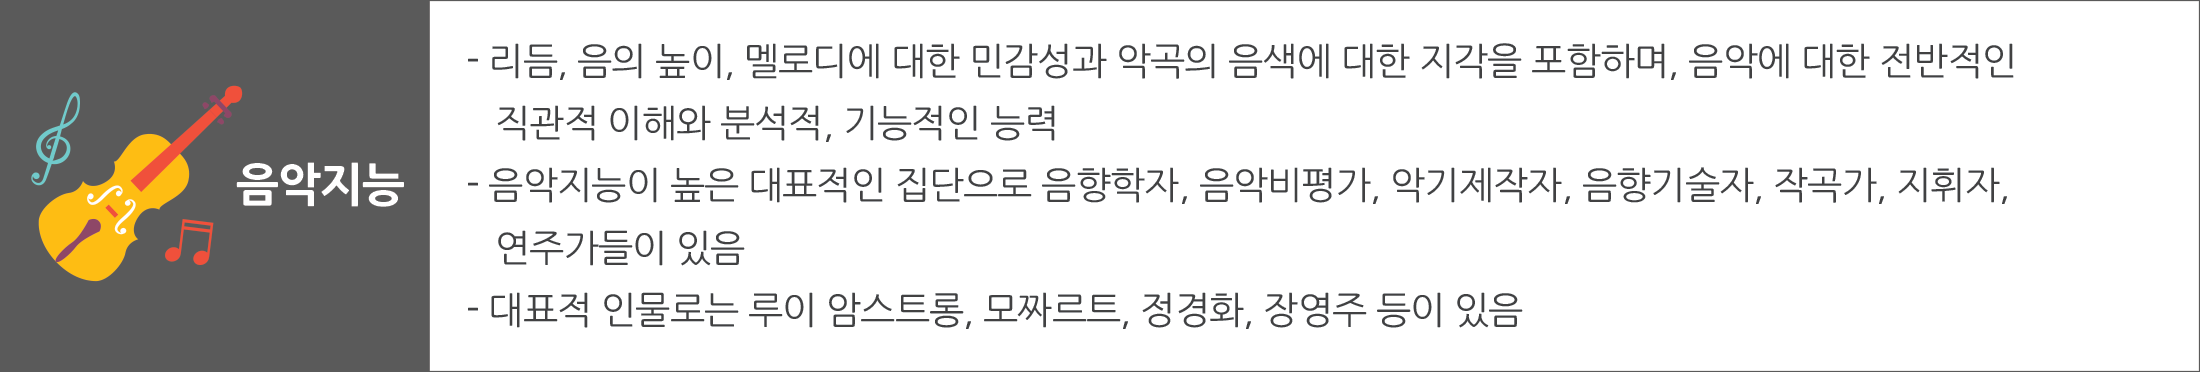 음악지능
- 리듬, 음의 높이, 멜로디에 대한 민감성과 악곡의 음색에 대한 지각을 포함하며, 음악에 대한 전반적인
직관적 이해와 분석적, 기능적인 능력
- 음악지능이 높은 대표적인 집단으로 음향학자, 음악비평가, 악기제작자, 음향기술자, 작곡가, 지휘자,
연주가들이 있음
- 대표적 인물로는 루이 암스트롱, 모짜르트, 정경화, 장영주 등이 있음